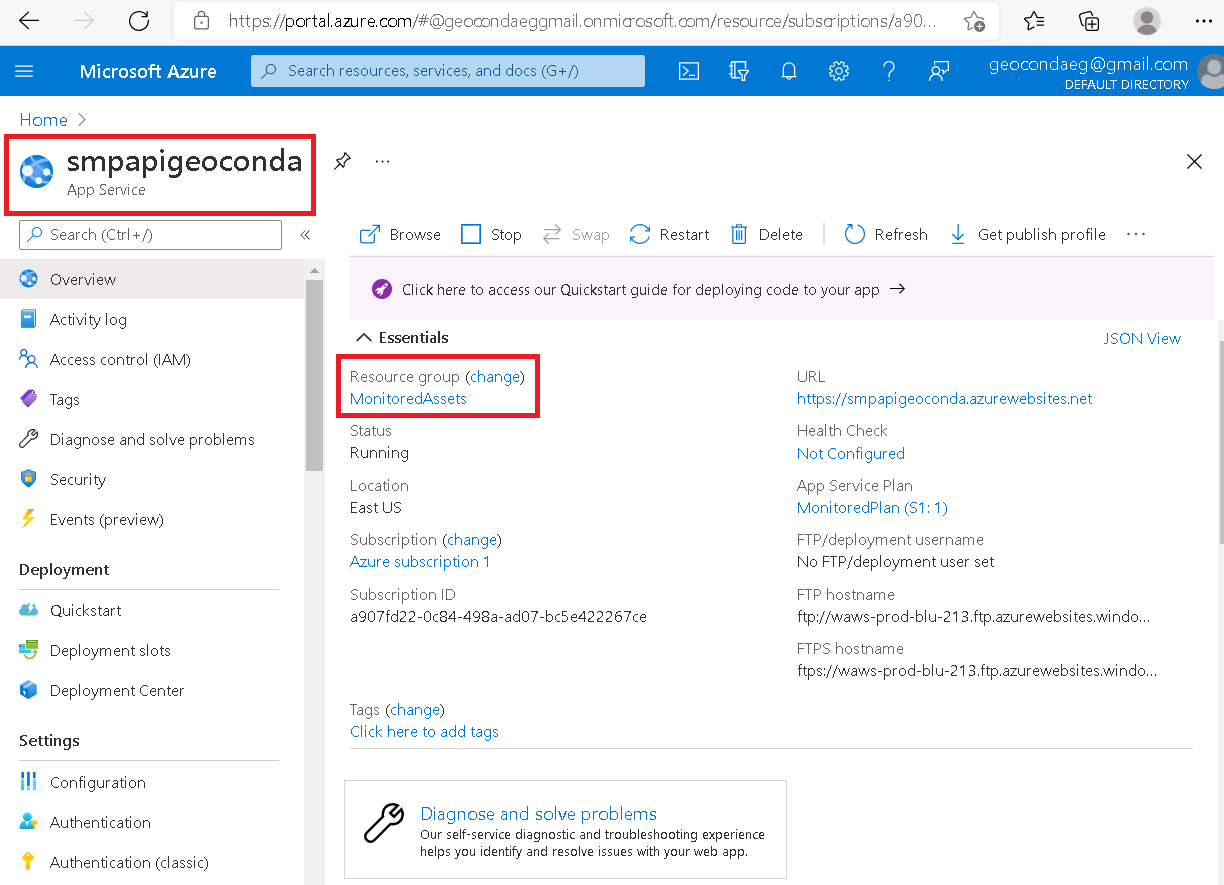 https://portal.azure.com/#@geocondaeggmail.onmicrosoft.com/resource/subscriptions/a90...
Microsoft Azure
Search resources, services, and docs (G+/)
geocondaeg@gmail.com
DEFAULT DIRECTORY
Home
smpapigeoconda
App Service
Search (Ctrl+/)
Browse Stop Swap Restart Delete Refresh Get publish profile
Overview
Activity log
Access control (IAM)
Tags
Diagnose and solve problems
Security
Events (preview)
Deployment
Quickstart
Deployment slots
Deployment Center
Settings
Configuration
Authentication
Authentication (classic)
Click here to access our Quickstart guide for deploying code to your app →
Essentials
JSON View
Resource group (change)
MonitoredAssets
Status
Running
Location
East US
Subscription (change)
Azure subscription 1
Subscription ID
a907fd22-0c84-498a-ad07-bc5e422267ce
URL
https://smpapigeoconda.azurewebsites.net
Health Check
Not Configured
App Service Plan
MonitoredPlan (S1: 1)
FTP/deployment username
No FTP/deployment user set
FTP hostname
ftp://waws-prod-blu-213.ftp.azurewebsites.windo...
FTPS hostname
ftps://waws-prod-blu-213.ftp.azurewebsites.windo...
Tags (change)
Click here to add tags
Diagnose and solve problems
Our self-service diagnostic and troubleshooting experience
helps you identify and resolve issues with your web app.